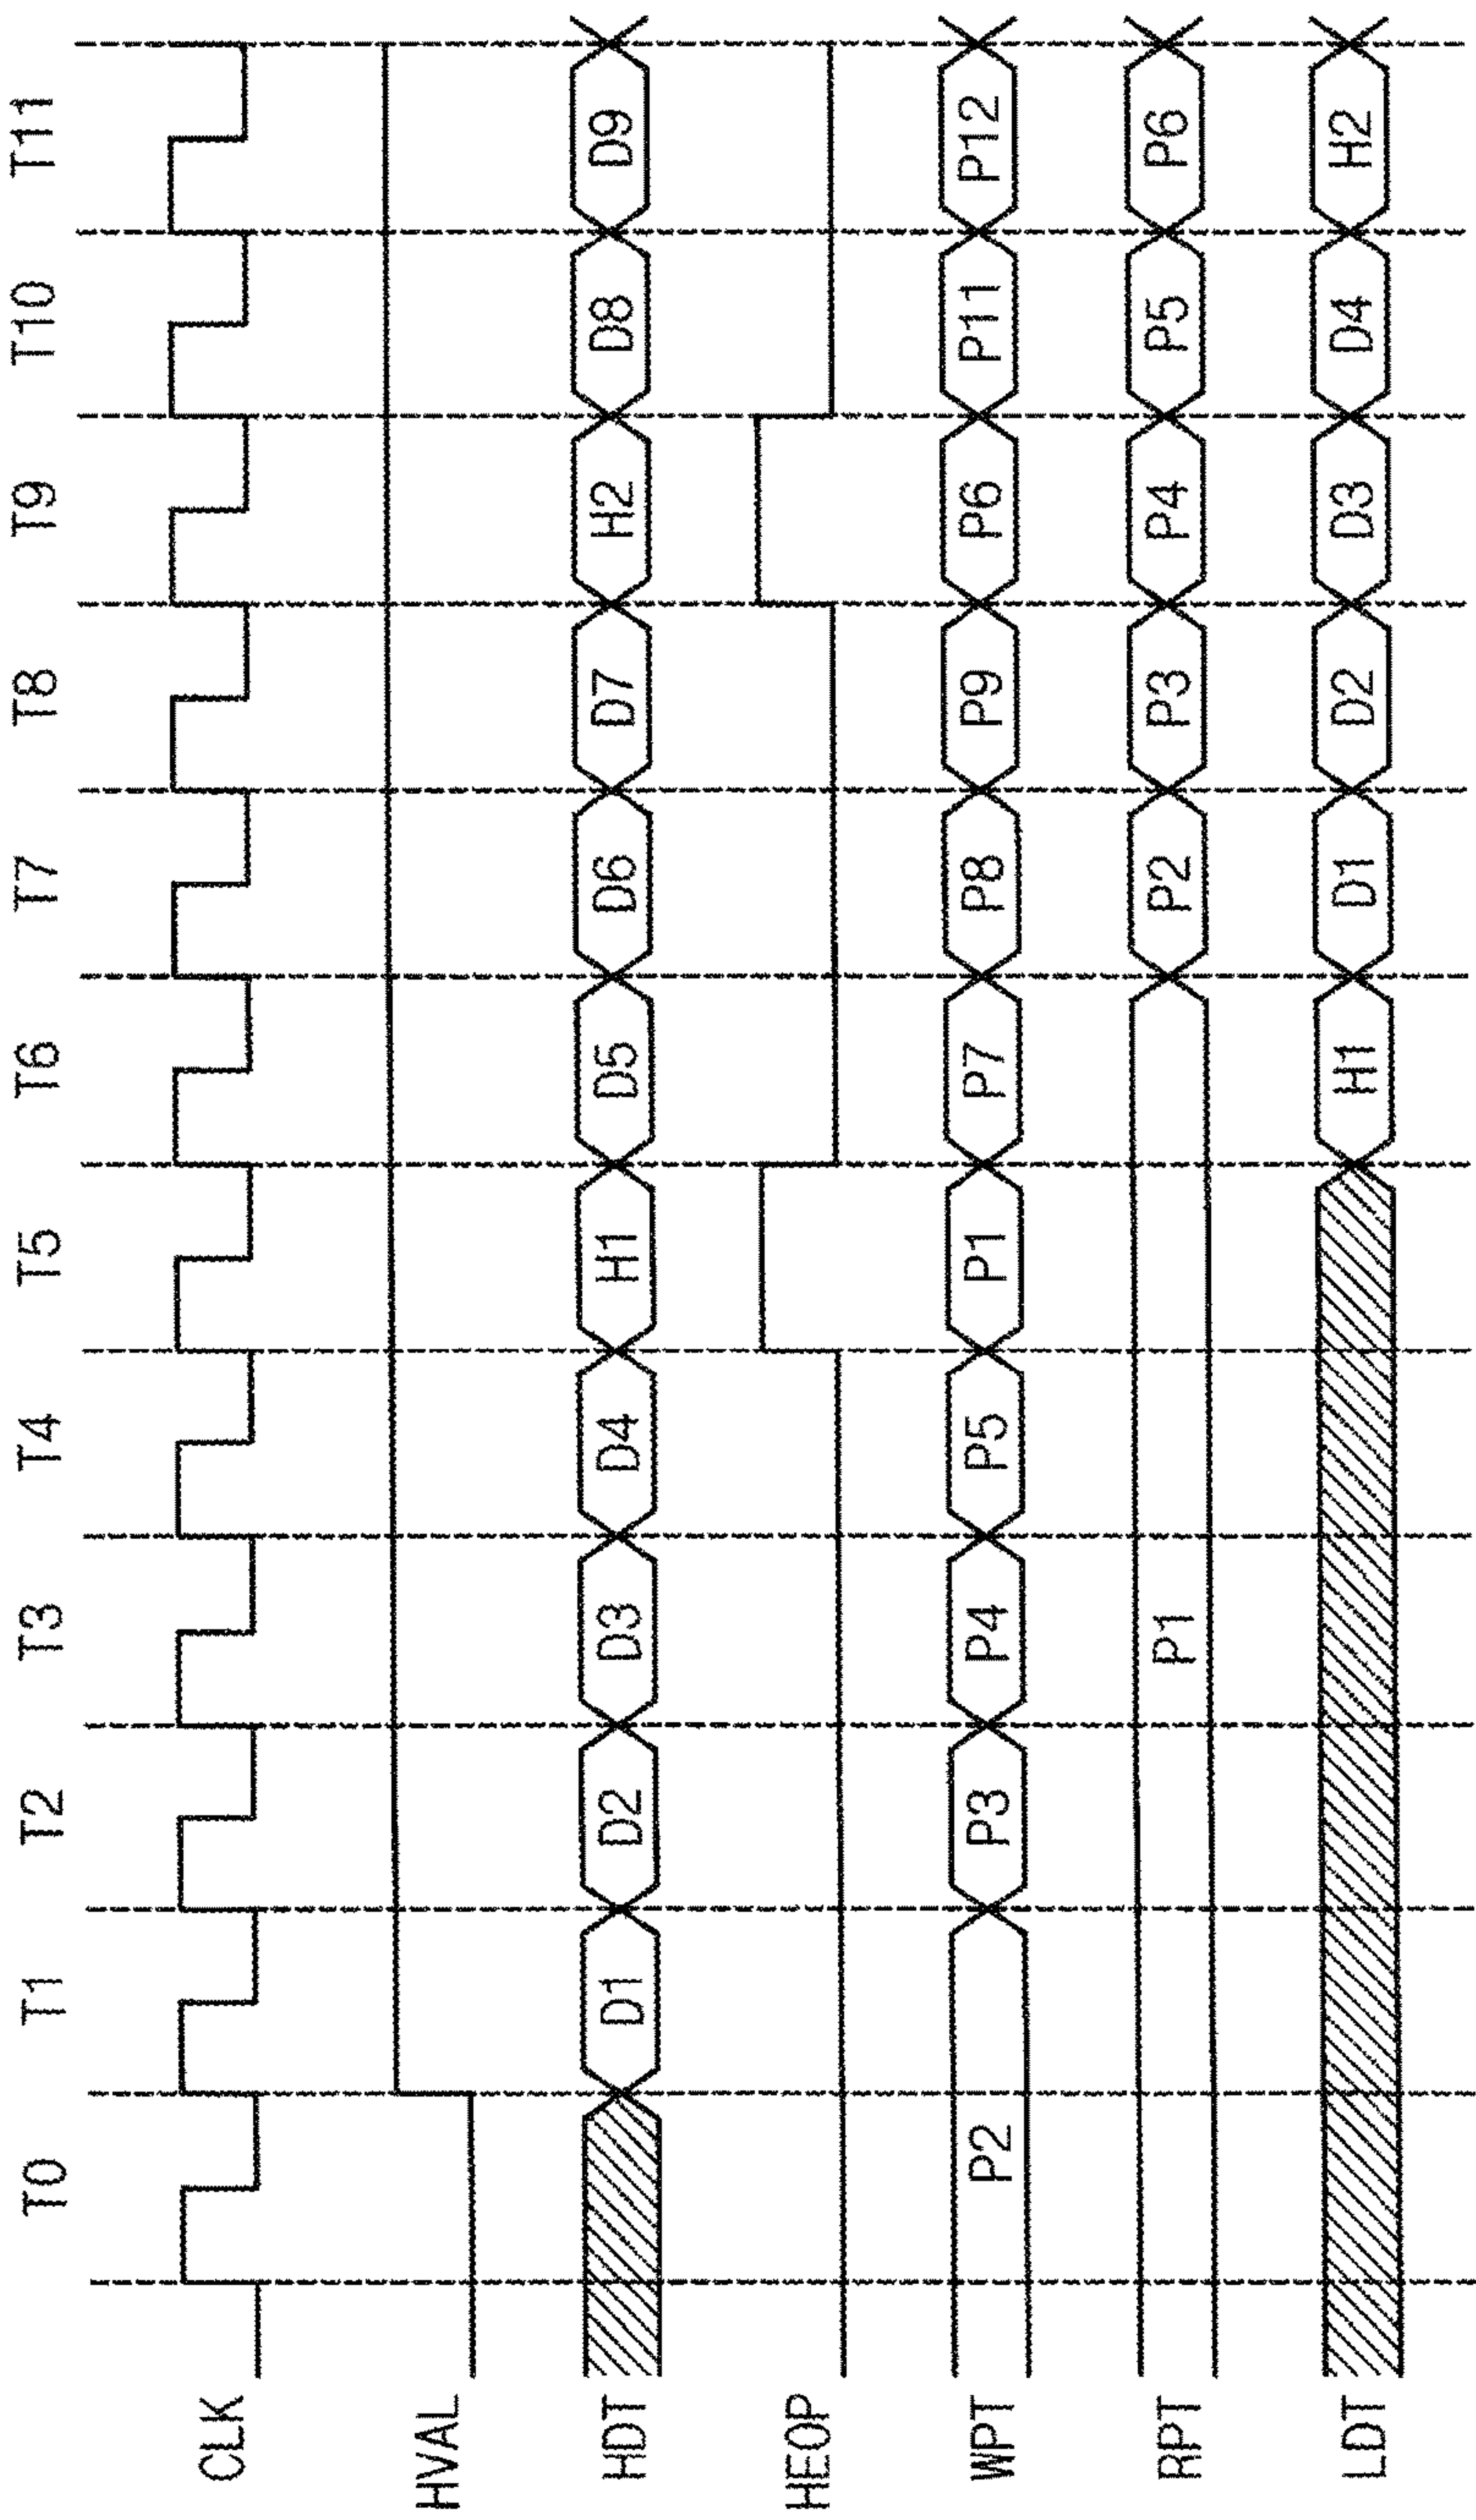 T0 T1 T2 T3 T4 T5 T6 T7 T8 T9 T10 T11
CLK
HVAL
HDT D1 D2 D3 D4 H1 D5 D6 D7 H2 D8 D9
HEOP
WPT P2 P3 P4 P5 P1 P7 P8 P9 P6 P11 P12
RPT P1 P2 P3 P4 P5 P6
LDT H1 D1 D2 D3 D4 H2